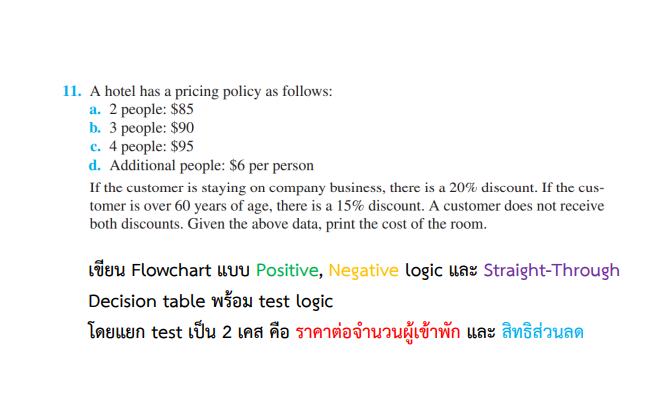 11. A hotel has a pricing policy as follows:
a. 2 people: $85
b. 3 people: $90
c. 4 people: $95
d. Additional people: $6 per person
If the customer is staying on company business, there is a 20% discount. If the cus-
tomer is over 60 years of age, there is a 15% discount. A customer does not receive
both discounts. Given the above data, print the cost of the room.
เขียน Flowchart แบบ Positive, Negative logic และ Straight-Through
Decision table พร้อม test logic
โดยแยก test เป็น 2 เคส คือ ราคาต่อจำนวนผู้เข้าพัก และ สิทธิส่วนลด